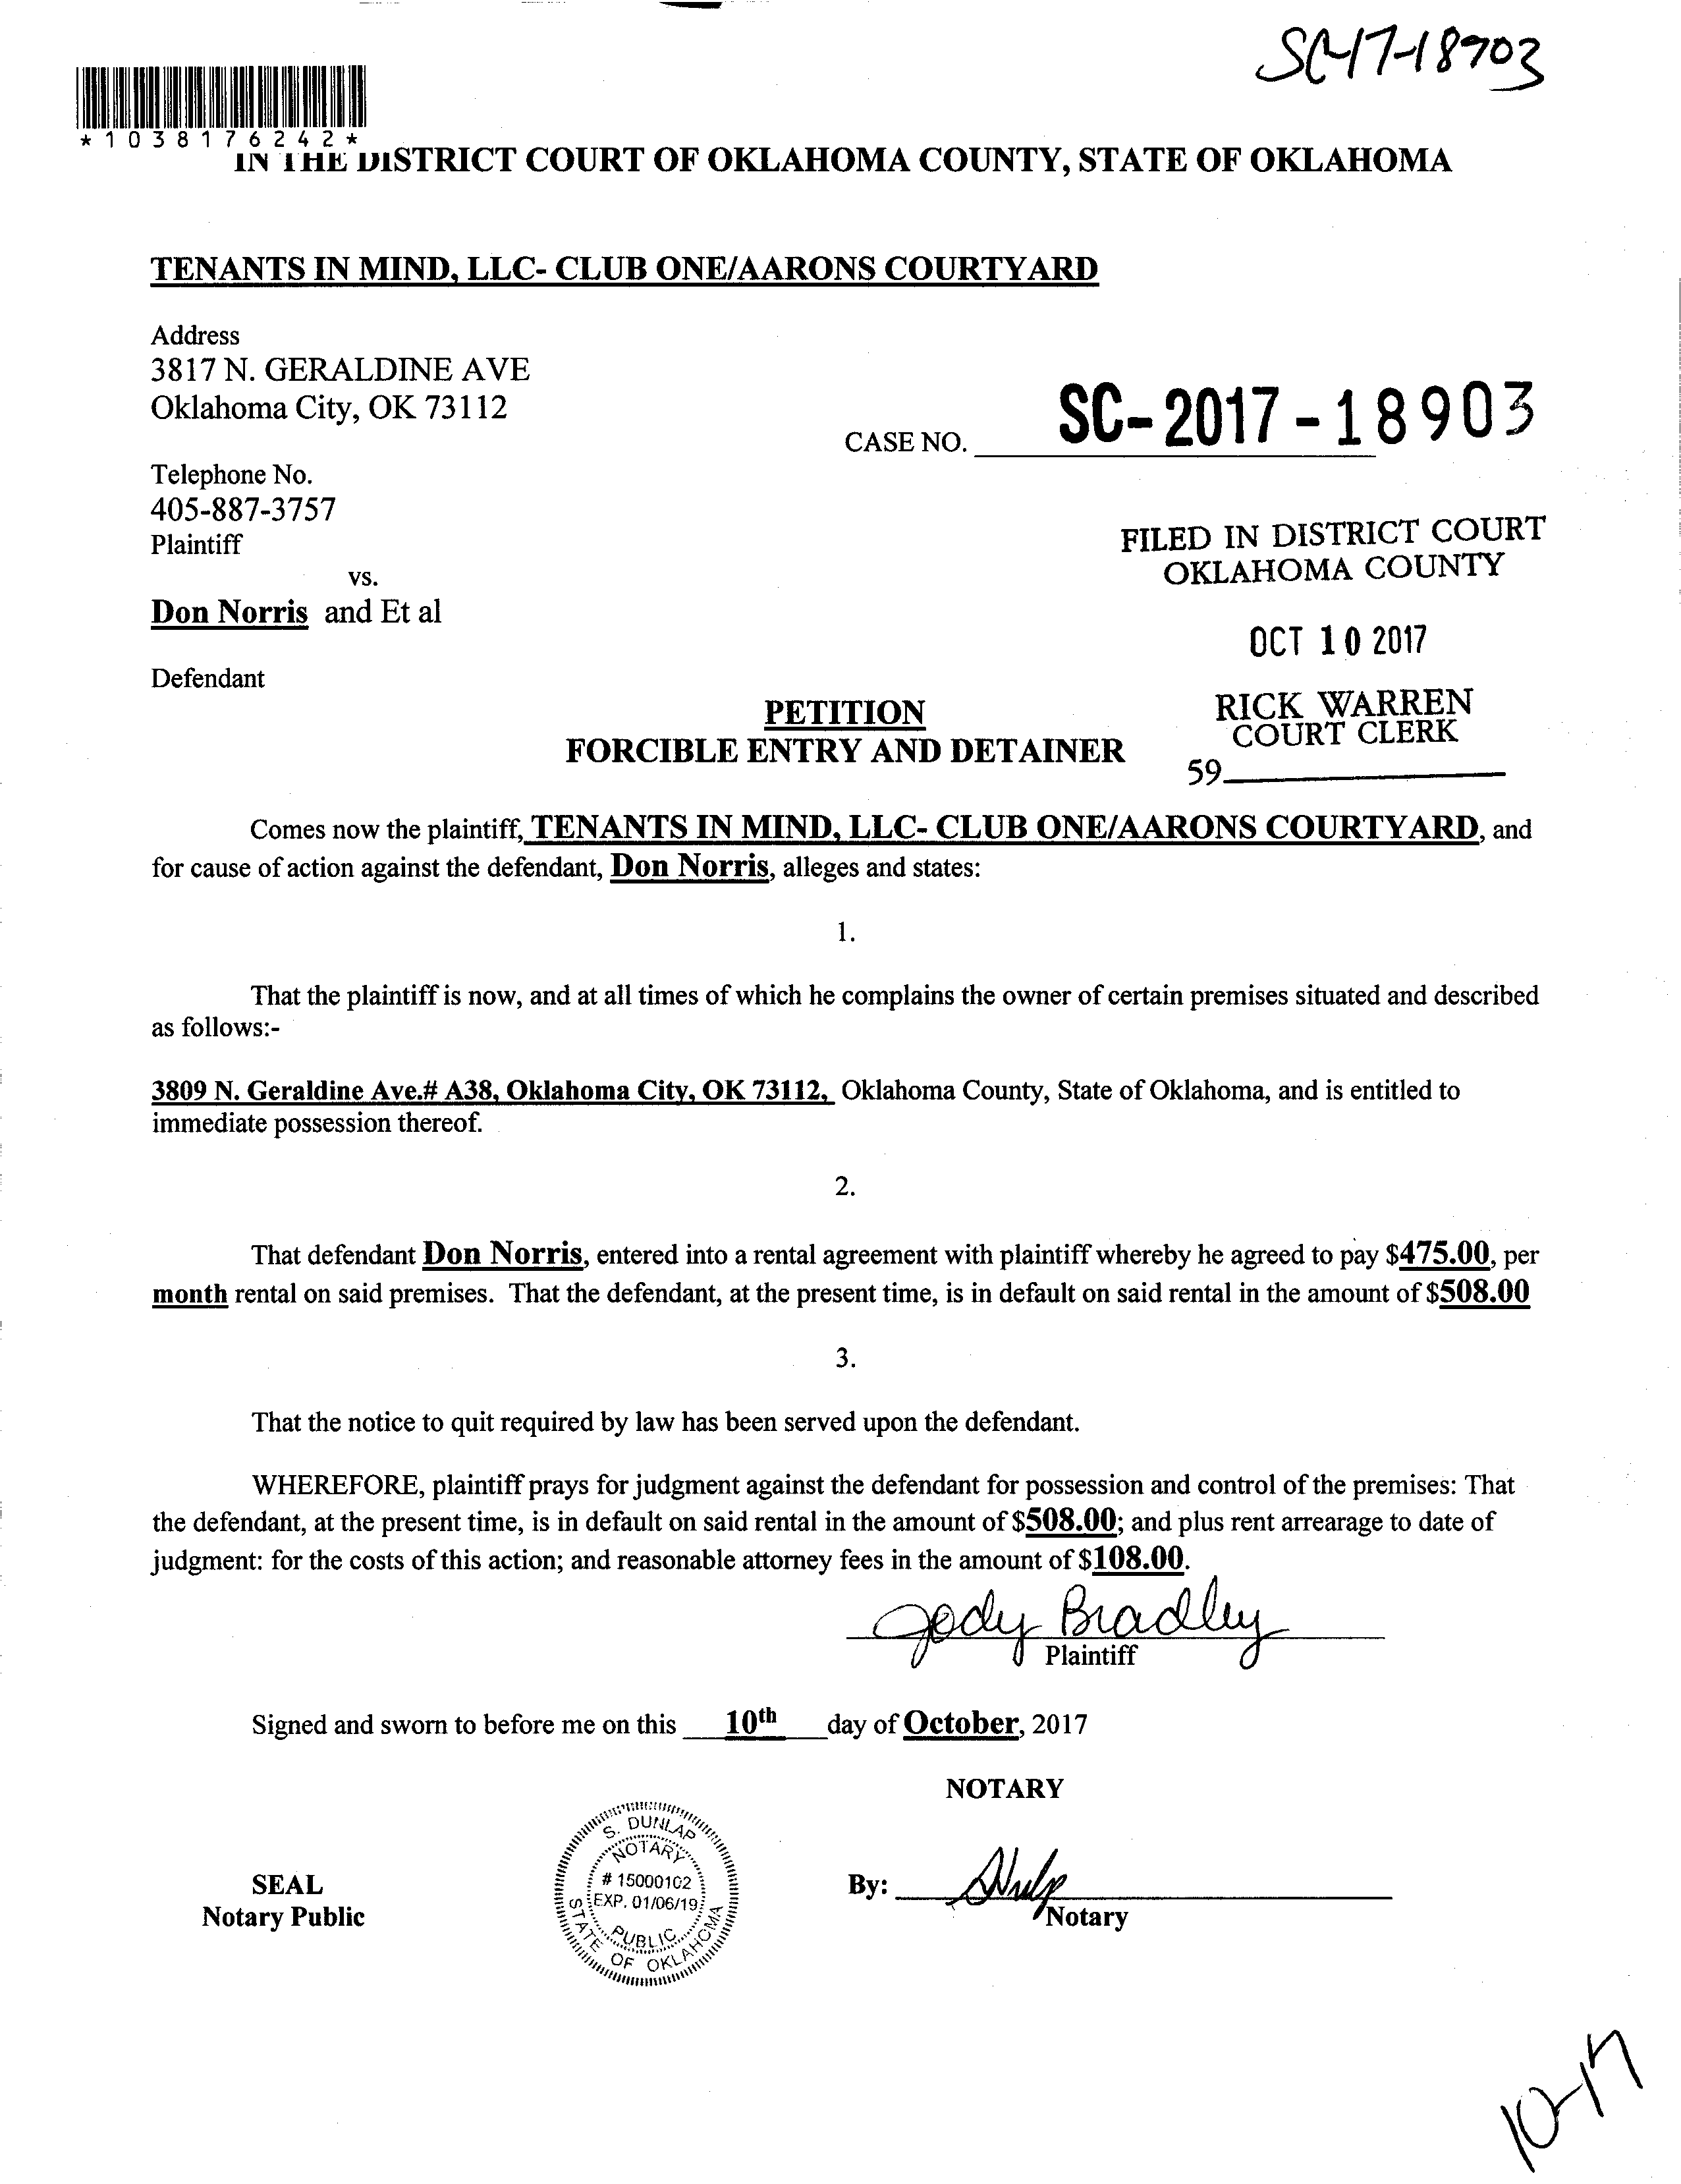 SC-17-18903
*1038176242*
IN THE DISTRICT COURT OF OKLAHOMA COUNTY, STATE OF OKLAHOMA
TENANTS IN MIND, LLC- CLUB ONE/AARONS COURTYARD
Address
3817 N. GERALDINE AVE
Oklahoma City, OK 73112
CASE NO. SC-2017-18903
Telephone No.
405-887-3757
Plaintiff
vs.
Don Norris and Et al
Defendant
FILED IN DISTRICT COURT
OKLAHOMA COUNTY
OCT 10 2017
RICK WARREN
COURT CLERK
59
PETITION
FORCIBLE ENTRY AND DETAINER
Comes now the plaintiff, TENANTS IN MIND, LLC- CLUB ONE/AARONS COURTYARD, and
for cause of action against the defendant, Don Norris, alleges and states:
1.
That the plaintiff is now, and at all times of which he complains the owner of certain premises situated and described
as follows:-
3809 N. Geraldine Ave.# A38, Oklahoma City, OK 73112, Oklahoma County, State of Oklahoma, and is entitled to
immediate possession thereof.
2.
That defendant Don Norris, entered into a rental agreement with plaintiff whereby he agreed to pay $475.00, per
month rental on said premises. That the defendant, at the present time, is in default on said rental in the amount of $508.00
3.
That the notice to quit required by law has been served upon the defendant.
WHEREFORE, plaintiff prays for judgment against the defendant for possession and control of the premises: That
the defendant, at the present time, is in default on said rental in the amount of $508.00; and plus rent arrearage to date of
judgment: for the costs of this action; and reasonable attorney fees in the amount of $108.00.
Jody Bradley
Plaintiff
Signed and sworn to before me on this 10th day of October, 2017
NOTARY
SEAL
Notary Public
S. DUNLAP
NOTARY
# 15000102
EXP. 01/06/19
PUBLIC
STATE OF OKLAHOMA
By:
Notary
10-17